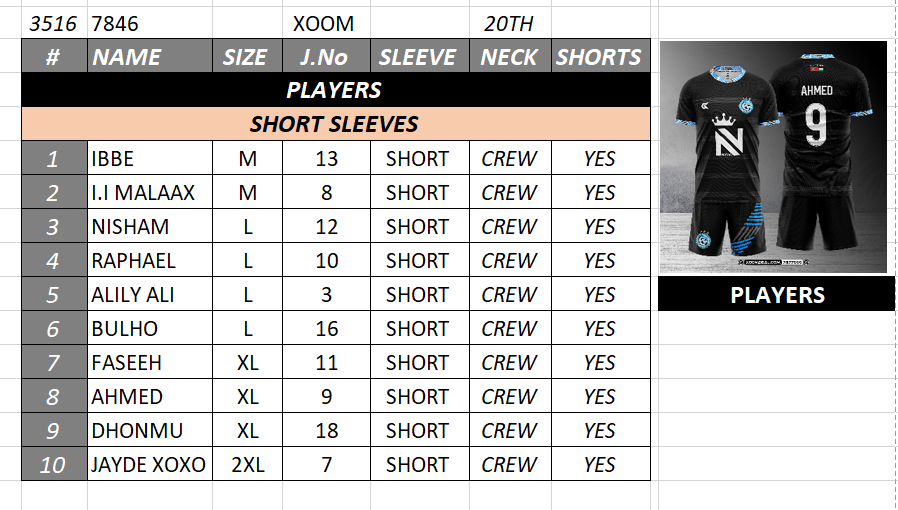 3516 7846 XOOM 20TH
# NAME SIZE J.No SLEEVE NECK SHORTS
PLAYERS
SHORT SLEEVES
1 IBBE M 13 SHORT CREW YES
2 I.I MALAAX M 8 SHORT CREW YES
3 NISHAM L 12 SHORT CREW YES
4 RAPHAEL L 10 SHORT CREW YES
5 ALILY ALI L 3 SHORT CREW YES
6 BULHO L 16 SHORT CREW YES
7 FASEEH XL 11 SHORT CREW YES
8 AHMED XL 9 SHORT CREW YES
9 DHONMU XL 18 SHORT CREW YES
10 JAYDE XOXO 2XL 7 SHORT CREW YES
AHMED
9
N
PLAYERS